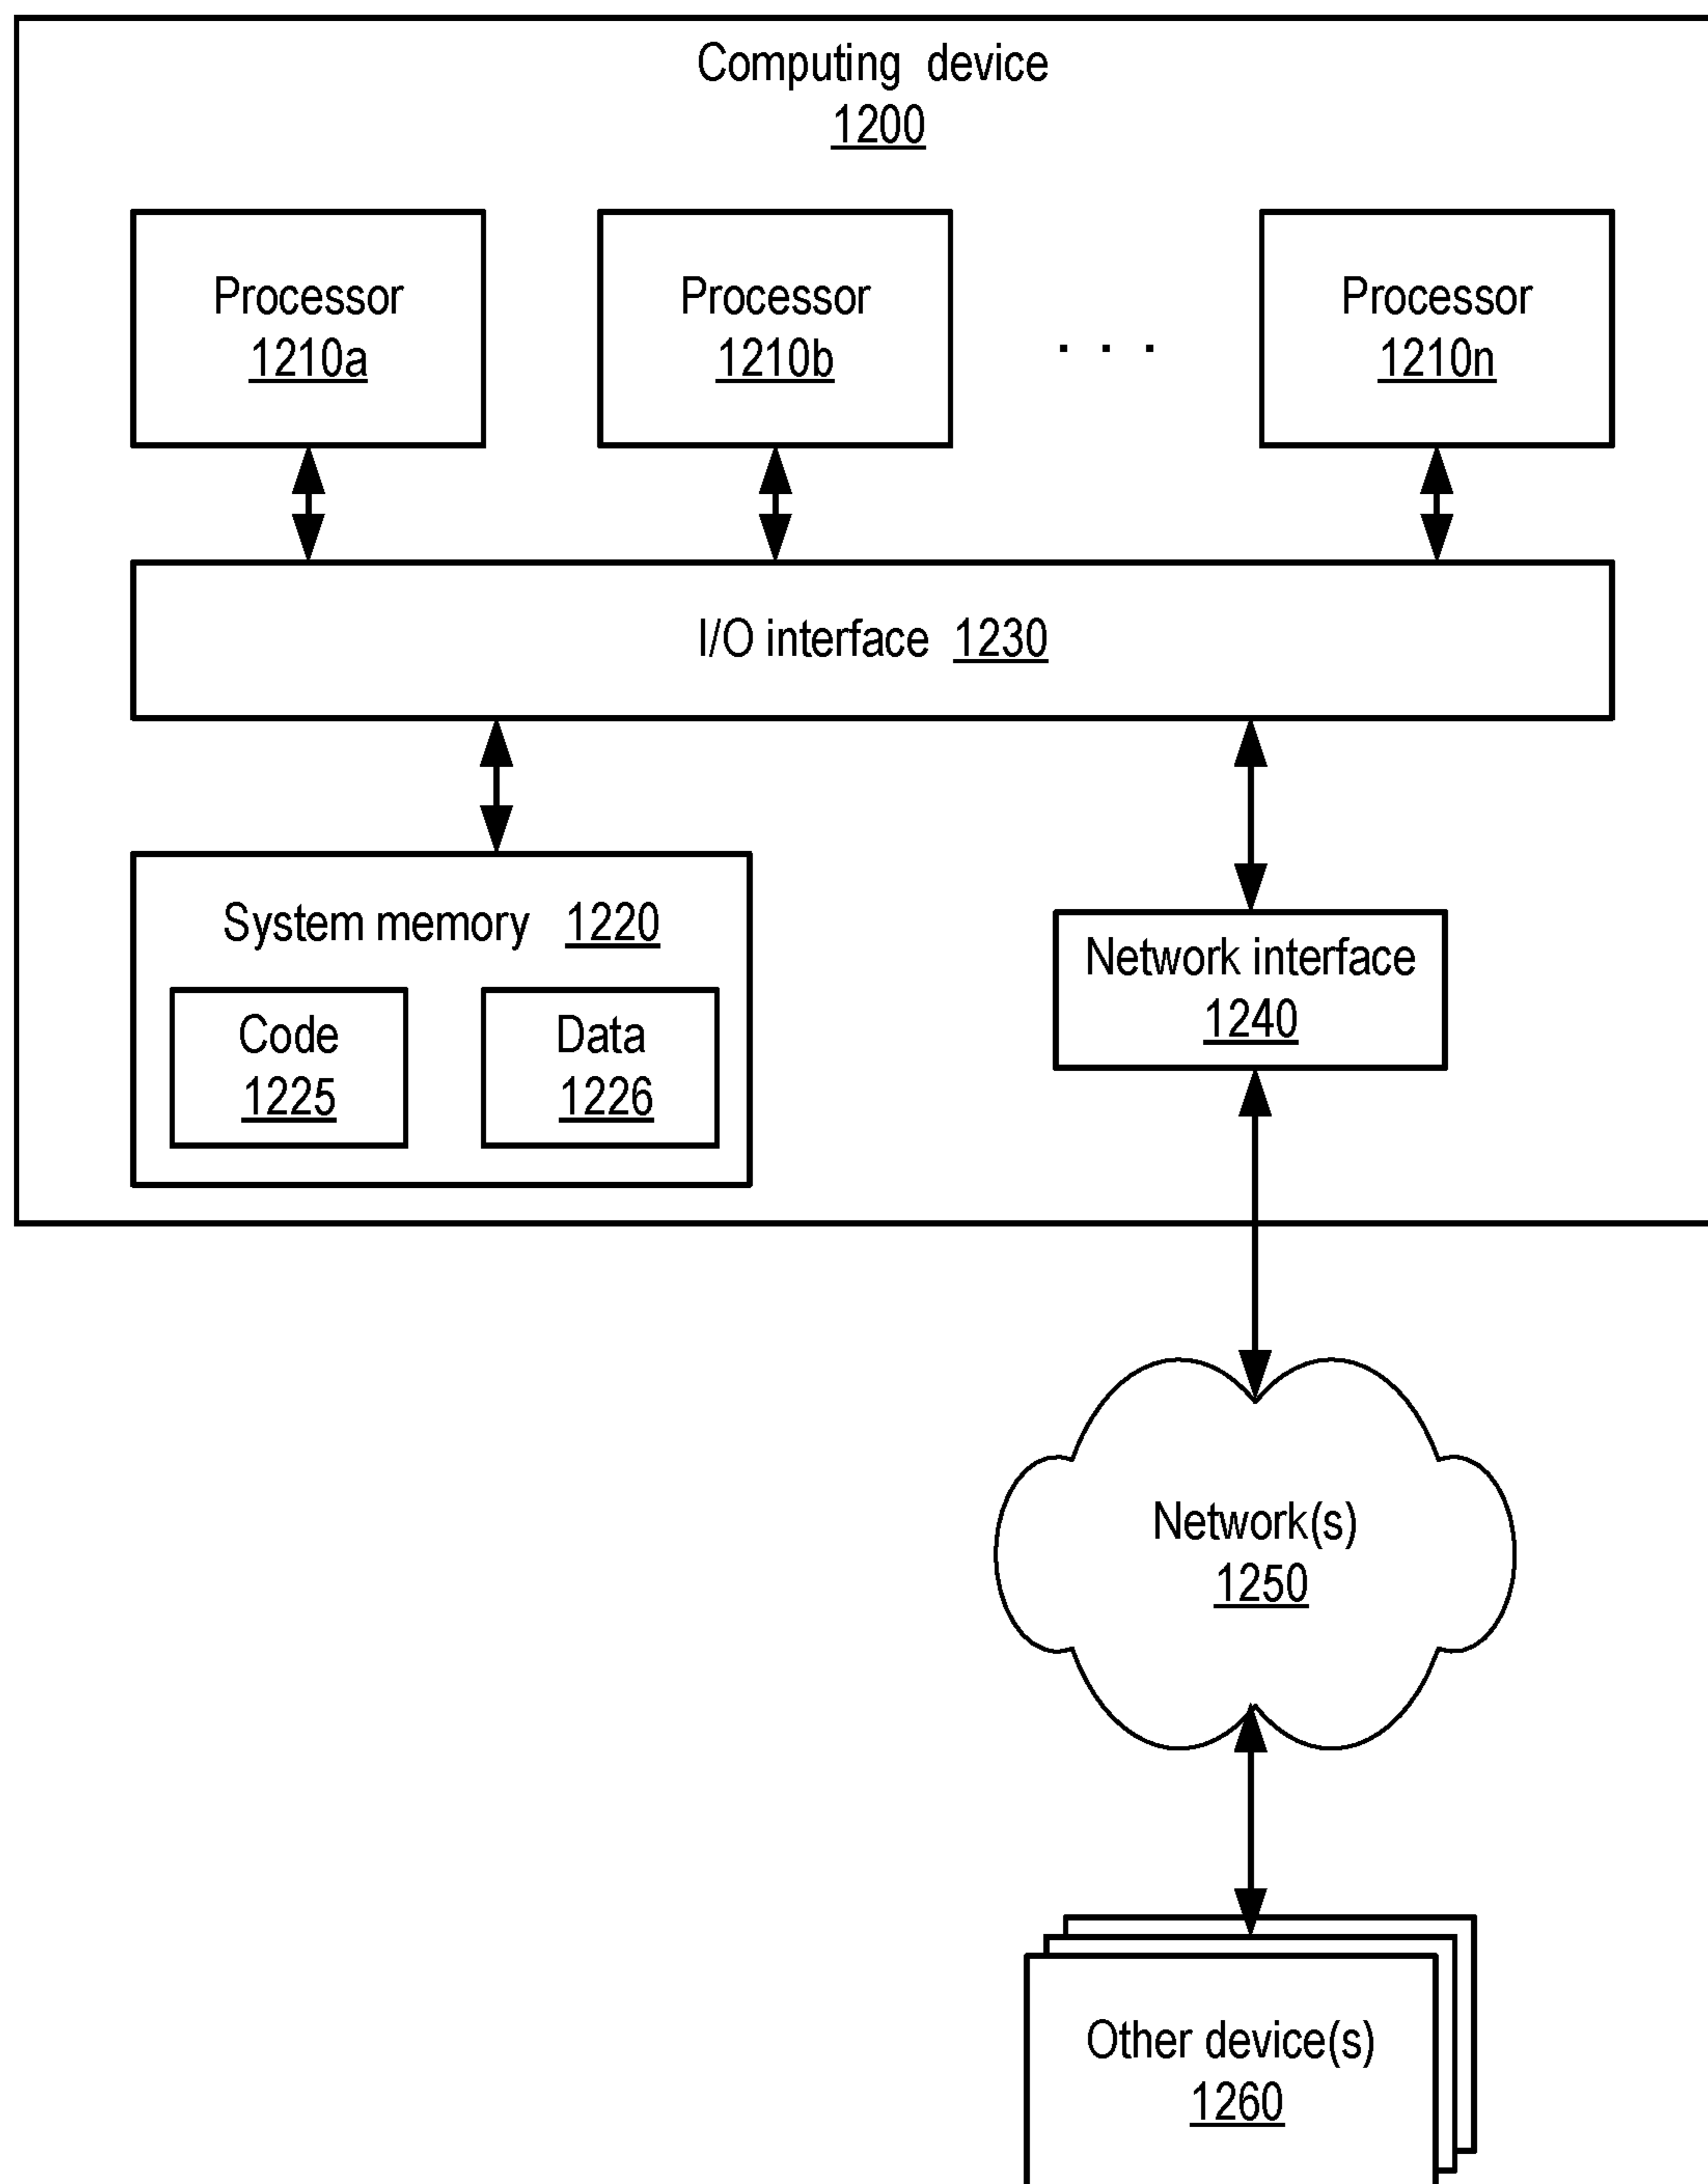 Computing device
1200
Processor
1210a
Processor
1210b
. . .
Processor
1210n
I/O interface 1230
System memory 1220
Code
1225
Data
1226
Network interface
1240
Network(s)
1250
Other device(s)
1260